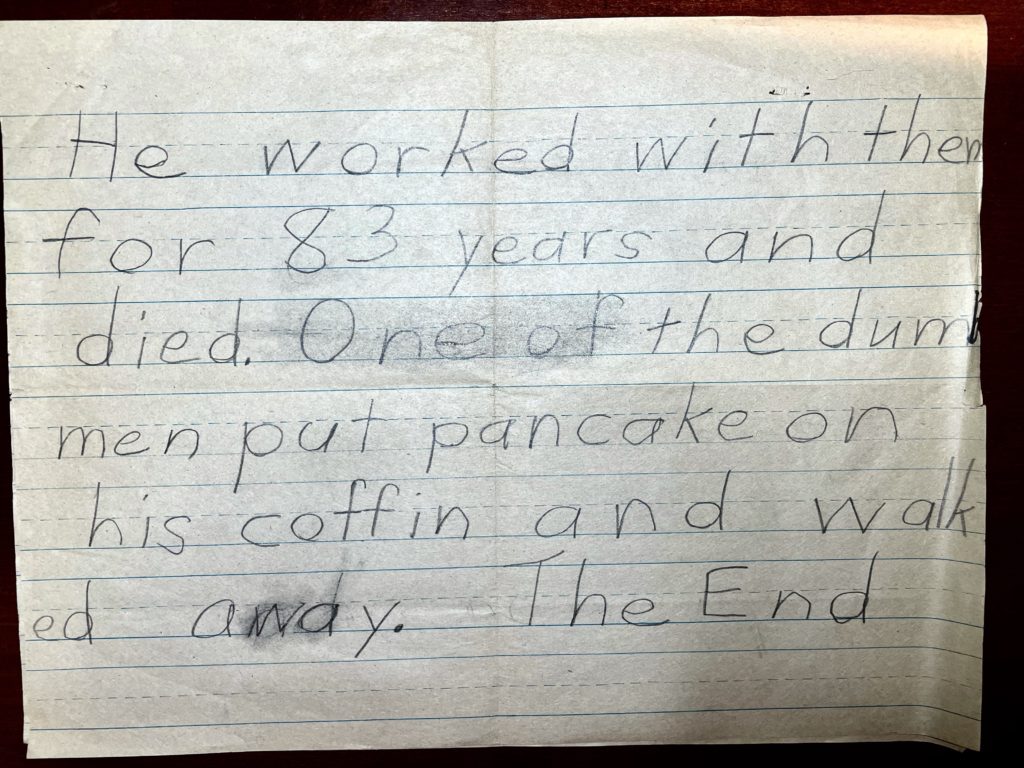 He worked with them
for 83 years and
died. One of the dumb
men put pancake on
his coffin and walk
ed away. The End